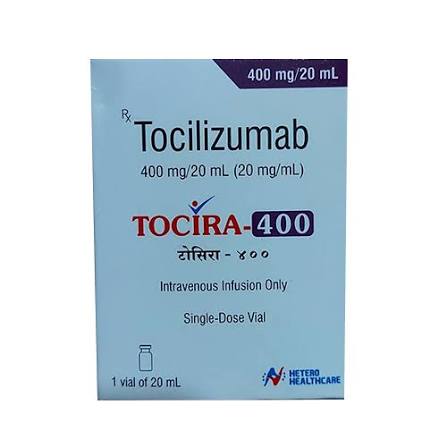 400 mg/20 mL
Rx
Tocilizumab
400 mg/20 mL (20 mg/mL)
TOCIRA-400
टोसिरा - ४००
Intravenous Infusion Only
Single-Dose Vial
1 vial of 20 mL
HETERO
HEALTHCARE